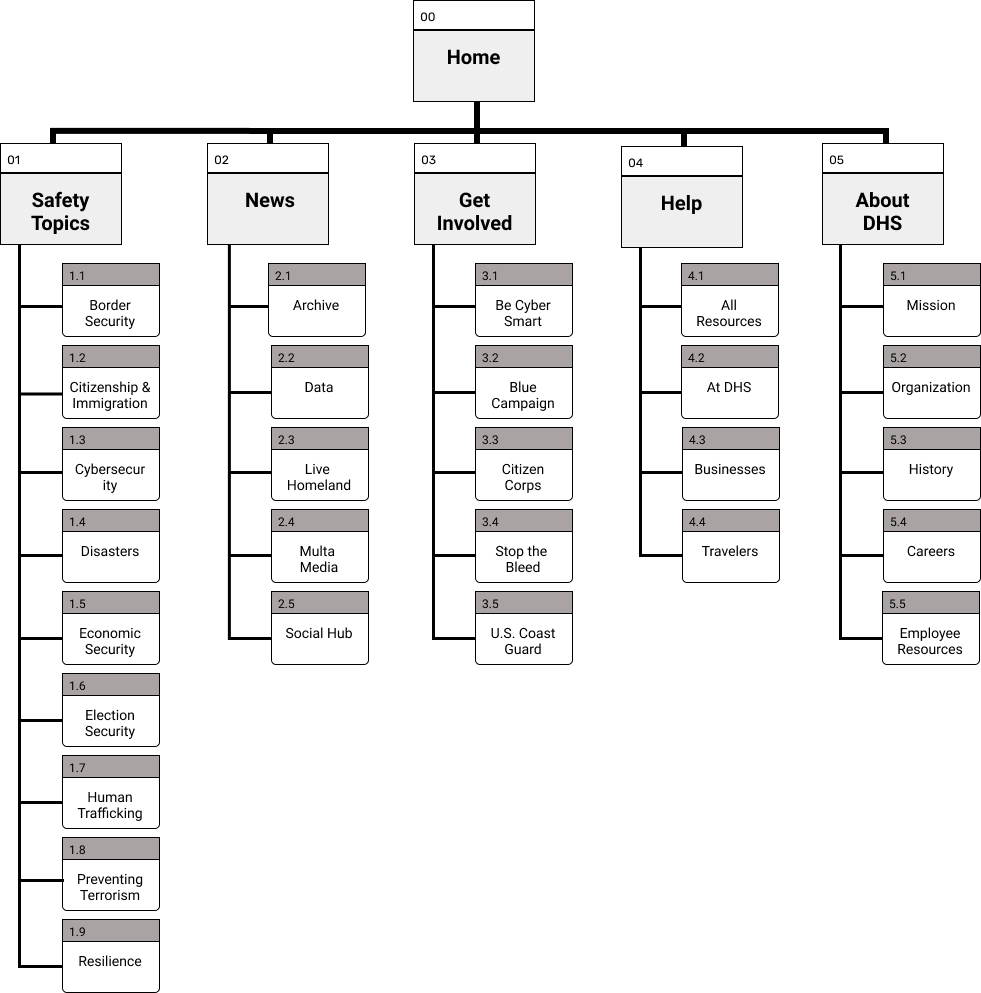 00
Home
01
Safety
Topics
1.1
Border
Security
1.2
Citizenship &
Immigration
1.3
Cybersecur
ity
1.4
Disasters
1.5
Economic
Security
1.6
Election
Security
1.7
Human
Trafficking
1.8
Preventing
Terrorism
1.9
Resilience
02
News
2.1
Archive
2.2
Data
2.3
Live
Homeland
2.4
Multa
Media
2.5
Social Hub
03
Get
Involved
3.1
Be Cyber
Smart
3.2
Blue
Campaign
3.3
Citizen
Corps
3.4
Stop the
Bleed
3.5
U.S. Coast
Guard
04
Help
4.1
All
Resources
4.2
At DHS
4.3
Businesses
4.4
Travelers
05
About
DHS
5.1
Mission
5.2
Organization
5.3
History
5.4
Careers
5.5
Employee
Resources